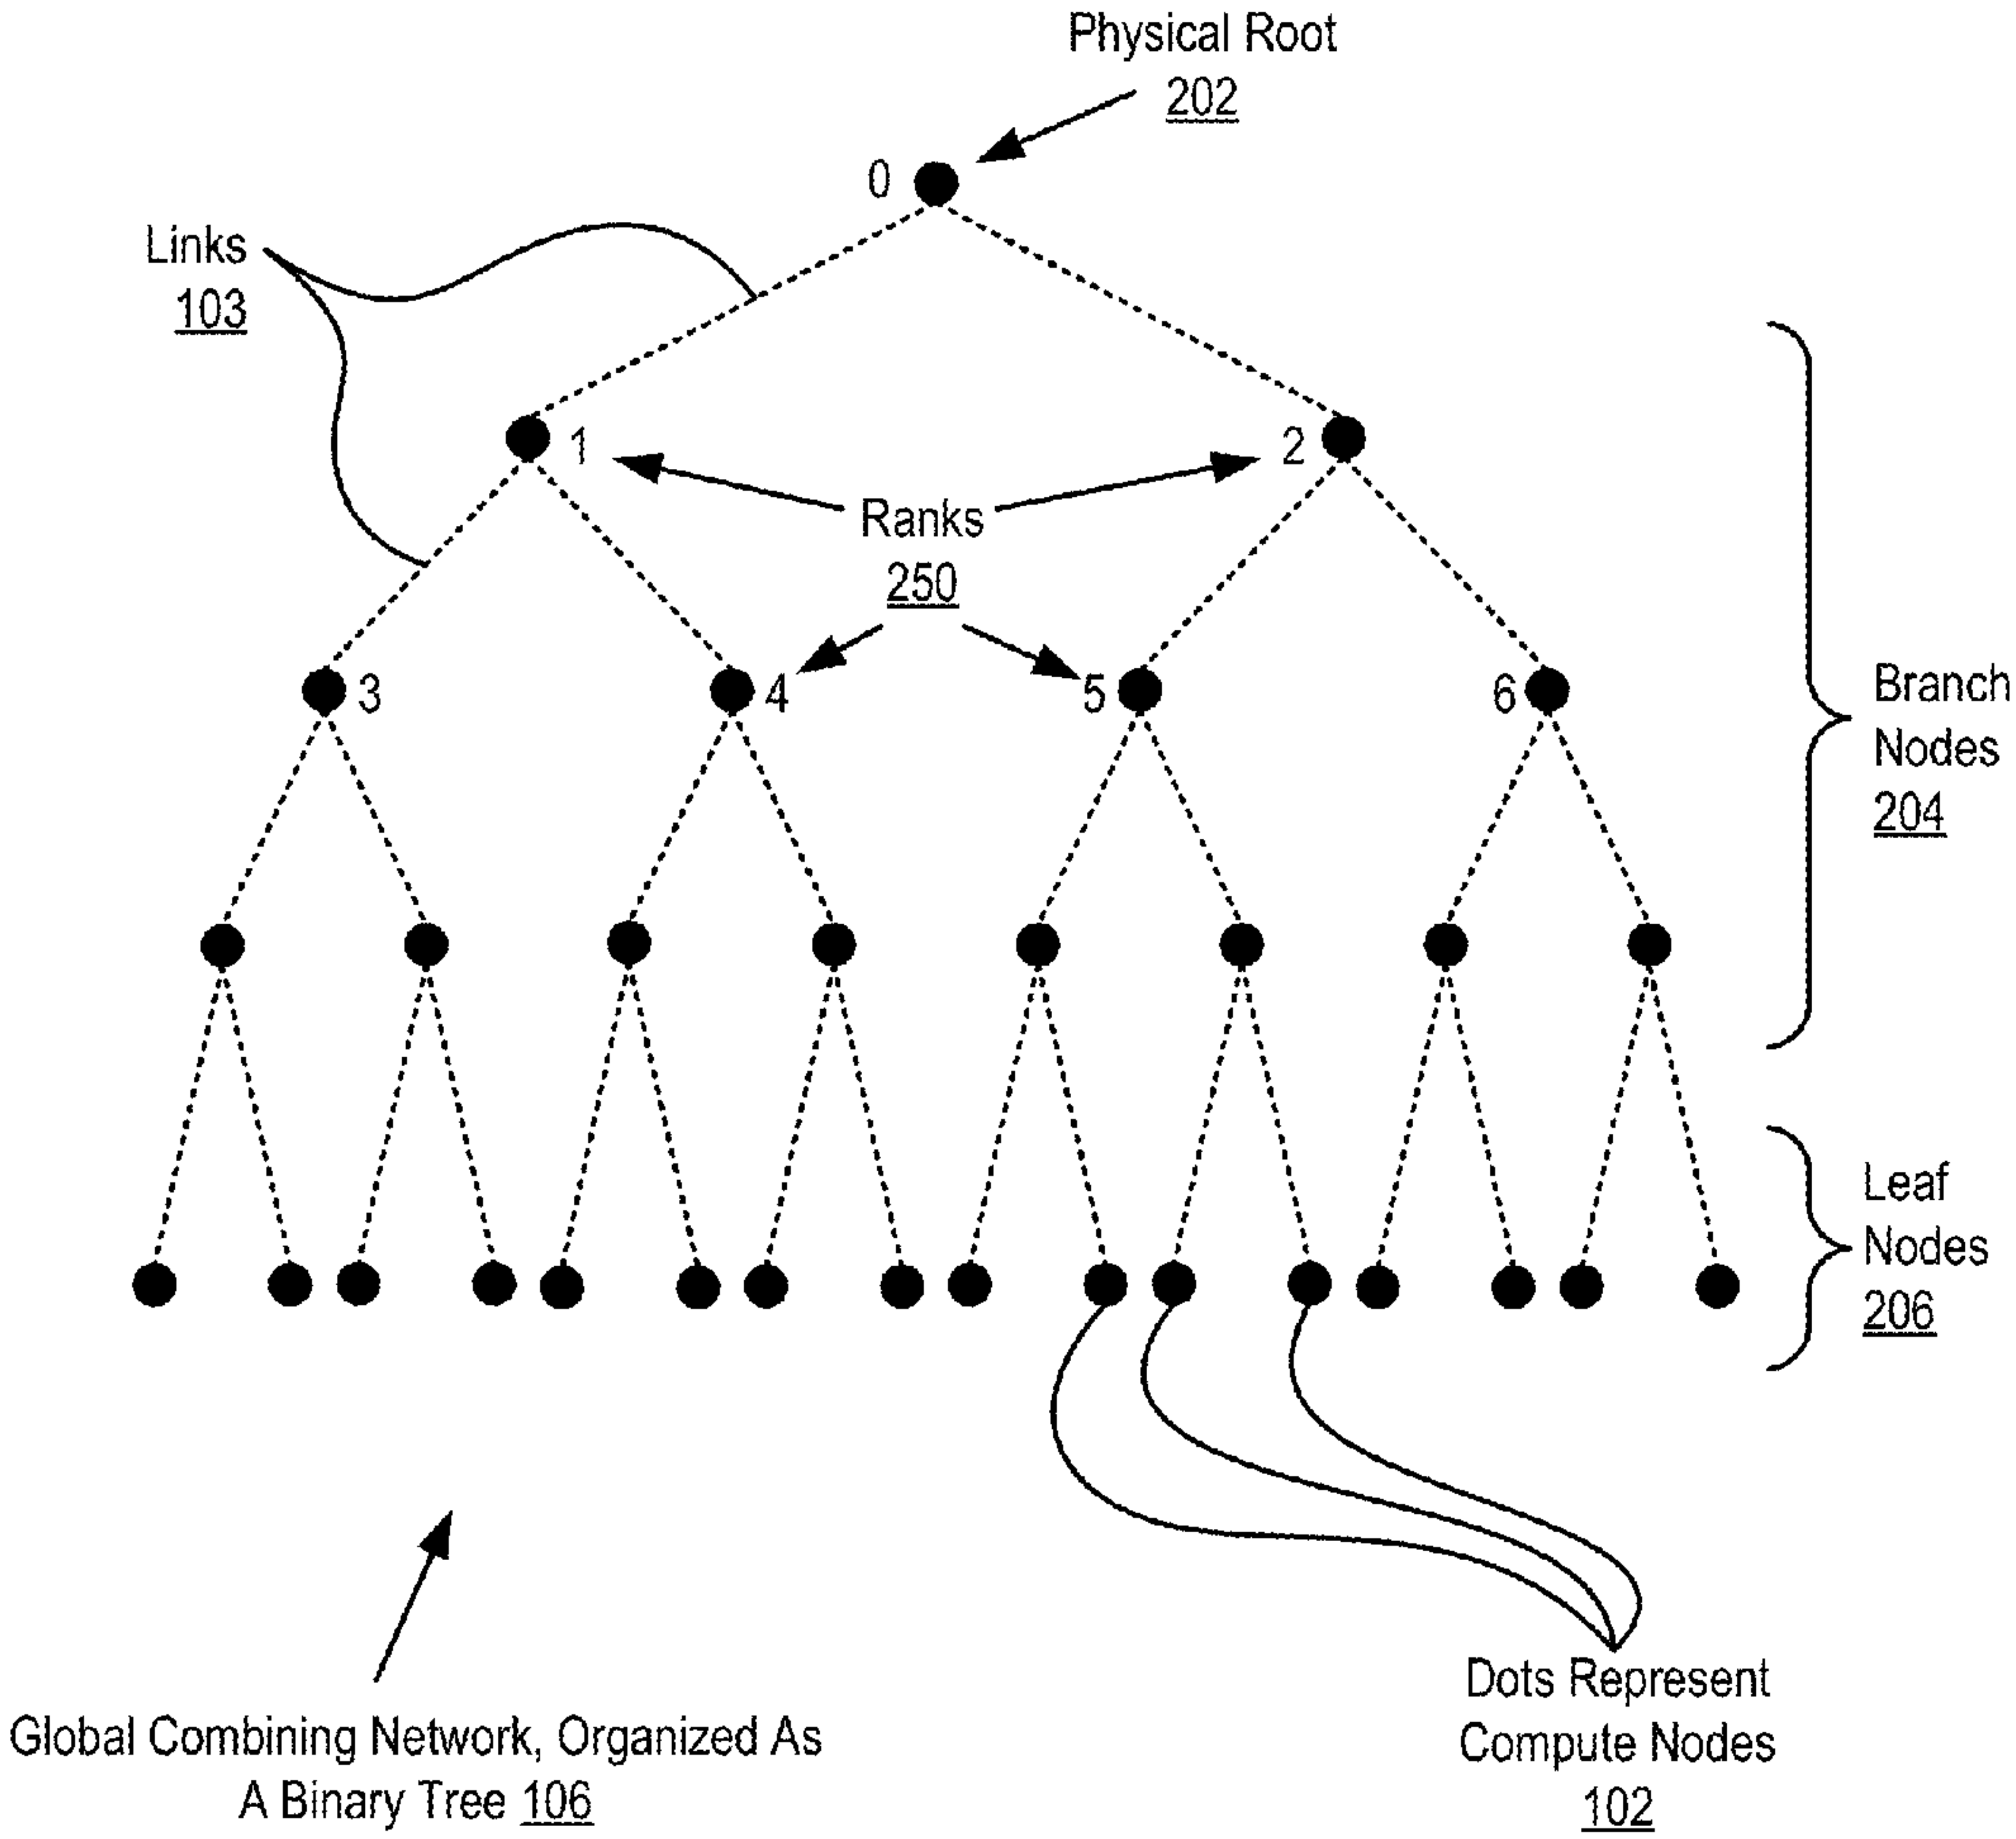 Physical Root
202
0
Links
103
1
2
Ranks
250
3
4
5
6
Branch
Nodes
204
Leaf
Nodes
206
Global Combining Network, Organized As
A Binary Tree 106
Dots Represent
Compute Nodes
102